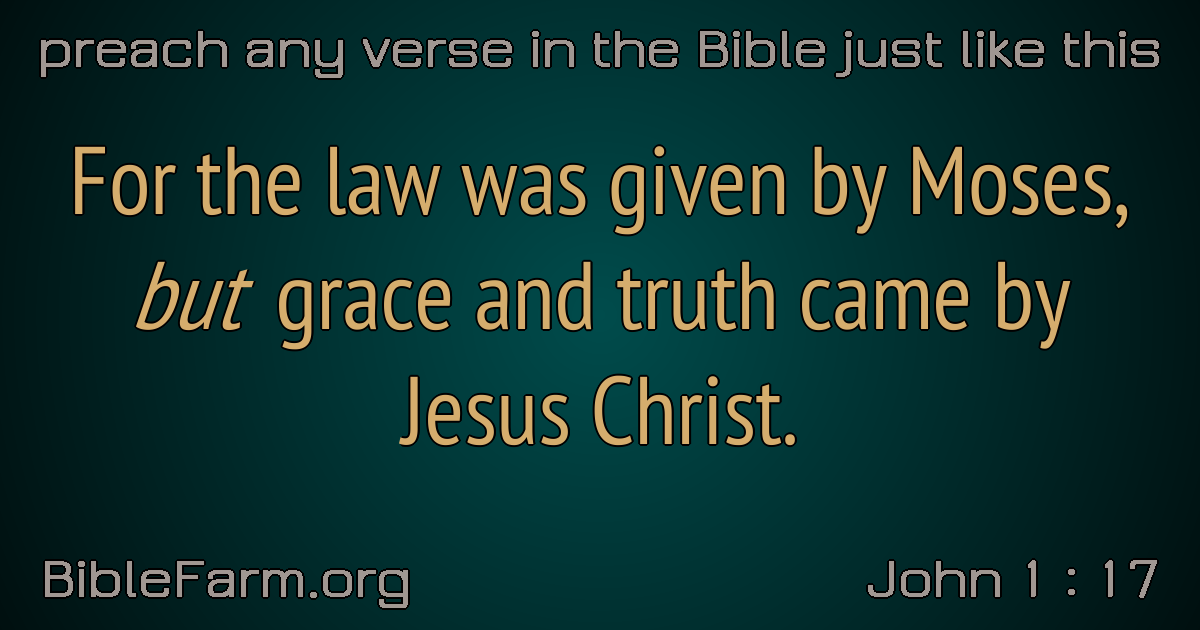 preach any verse in the Bible just like this
For the law was given by Moses,
but grace and truth came by
Jesus Christ.
BibleFarm.org
John 1 : 17